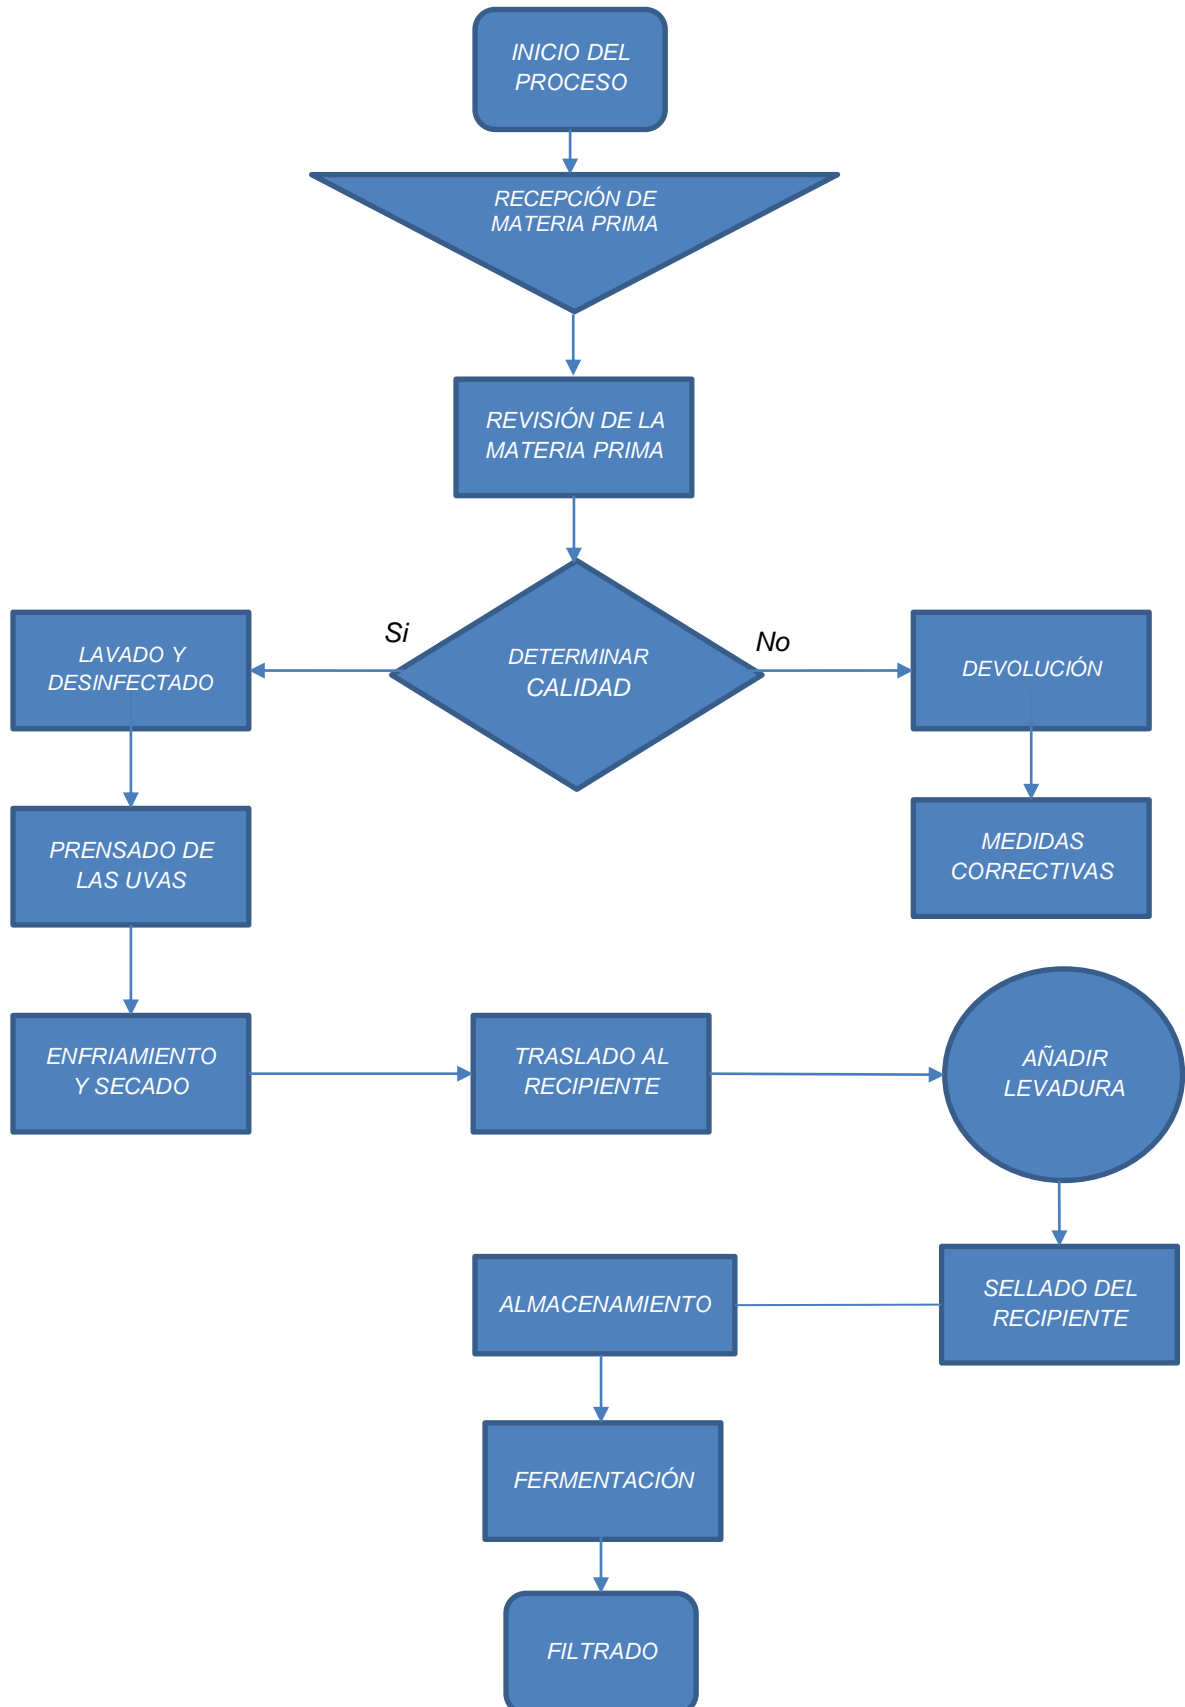 INICIO DEL
PROCESO
RECEPCIÓN DE
MATERIA PRIMA
REVISIÓN DE LA
MATERIA PRIMA
Si
No
LAVADO Y
DESINFECTADO
DETERMINAR
CALIDAD
DEVOLUCIÓN
PRENSADO DE
LAS UVAS
MEDIDAS
CORRECTIVAS
ENFRIAMIENTO
Y SECADO
TRASLADO AL
RECIPIENTE
AÑADIR
LEVADURA
ALMACENAMIENTO
SELLADO DEL
RECIPIENTE
FERMENTACIÓN
FILTRADO